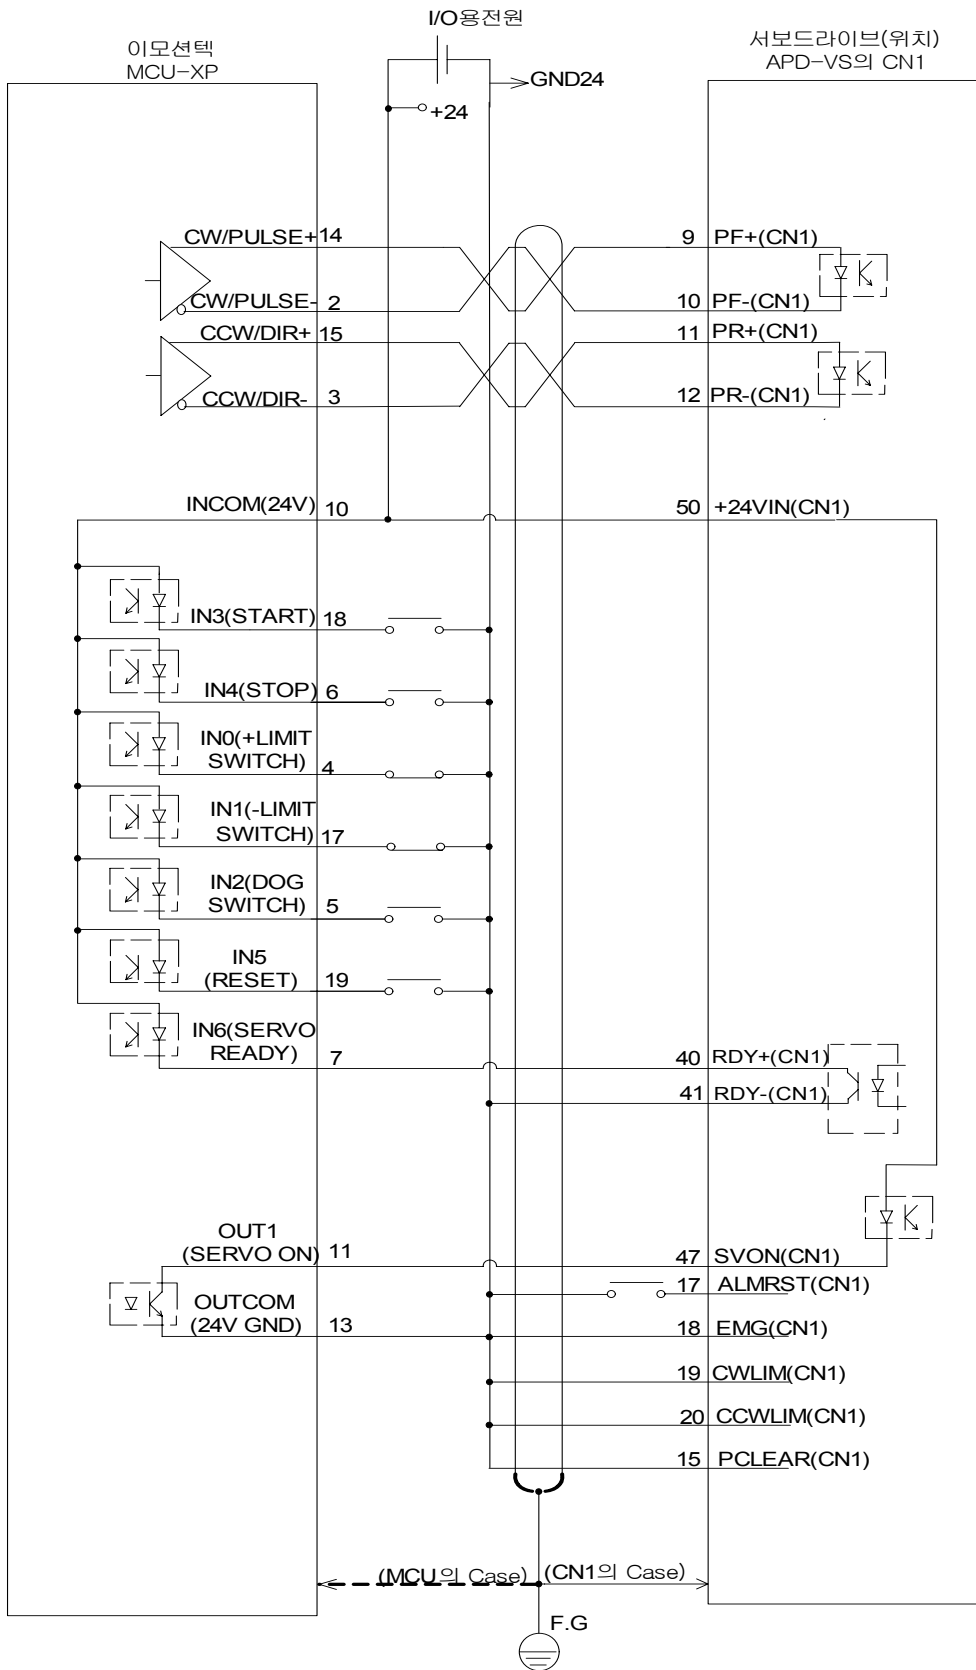 I/O용전원
이모션텍
MCU-XP
서보드라이브(위치)
APD-VS의 CN1
GND24
+24
CW/PULSE+ 14
9 PF+(CN1)
CW/PULSE- 2
10 PF-(CN1)
CCW/DIR+ 15
11 PR+(CN1)
CCW/DIR- 3
12 PR-(CN1)
INCOM(24V) 10
50 +24VIN(CN1)
IN3(START) 18
IN4(STOP) 6
IN0(+LIMIT
SWITCH) 4
IN1(-LIMIT
SWITCH) 17
IN2(DOG
SWITCH) 5
IN5
(RESET) 19
IN6(SERVO
READY) 7
40 RDY+(CN1)
41 RDY-(CN1)
OUT1
(SERVO ON) 11
47 SVON(CN1)
17 ALMRST(CN1)
OUTCOM
(24V GND) 13
18 EMG(CN1)
19 CWLIM(CN1)
20 CCWLIM(CN1)
15 PCLEAR(CN1)
(MCU의 Case)
(CN1의 Case)
F.G